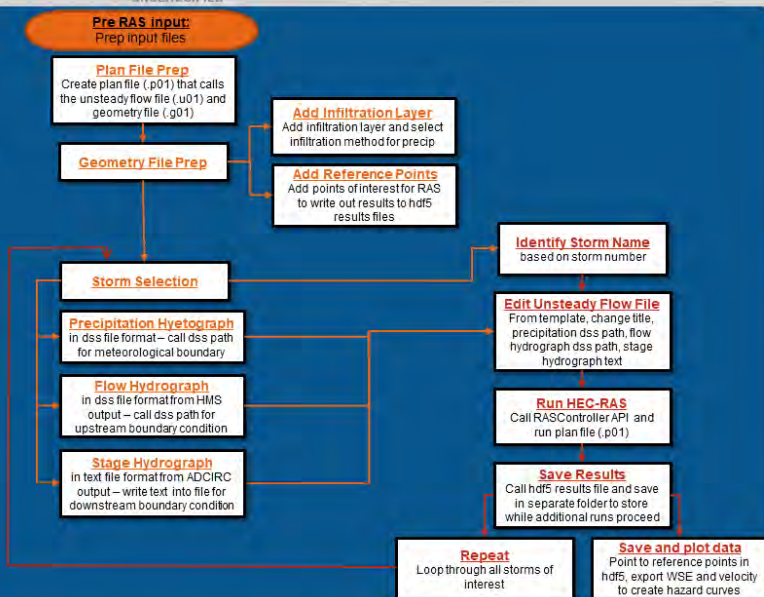 Pre RAS input:
Prep input files
Plan File Prep
Create plan file (.p01) that calls
the unsteady flow file (.u01) and
geometry file (.g01)
Geometry File Prep
Add Infiltration Layer
Add infiltration layer and select
infiltration method for precip
Add Reference Points
Add points of interest for RAS
to write out results to hdf5
results files
Storm Selection
Precipitation Hyetograph
in dss file format – call dss path
for meteorological boundary
Flow Hydrograph
in dss file format from HMS
output – call dss path for
upstream boundary condition
Stage Hydrograph
in text file format from ADCIRC
output – write text into file for
downstream boundary condition
Identify Storm Name
based on storm number
Edit Unsteady Flow File
From template, change title,
precipitation dss path, flow
hydrograph dss path, stage
hydrograph text
Run HEC-RAS
Call RASController API and
run plan file (.p01)
Save Results
Call hdf5 results file and save
in separate folder to store
while additional runs proceed
Repeat
Loop through all storms of
interest
Save and plot data
Point to reference points in
hdf5, export WSE and velocity
to create hazard curves